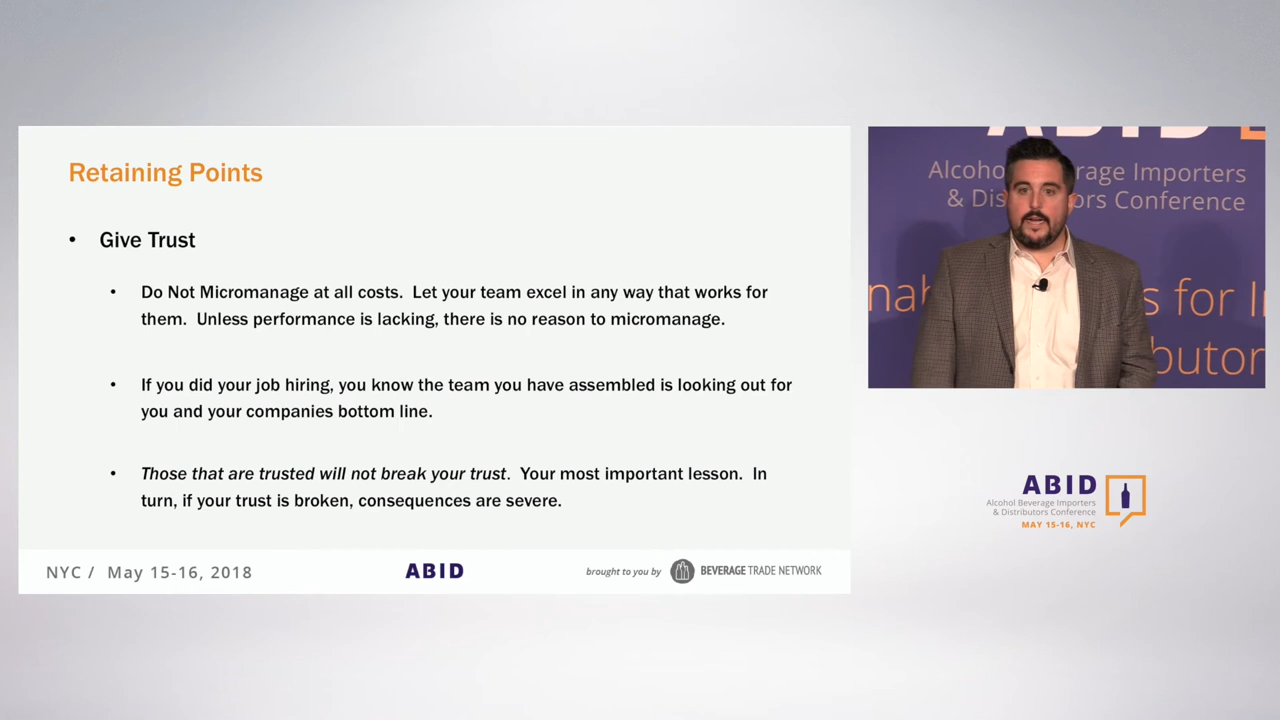 Retaining Points
• Give Trust
• Do Not Micromanage at all costs. Let your team excel in any way that works for
them. Unless performance is lacking, there is no reason to micromanage.
• If you did your job hiring, you know the team you have assembled is looking out for
you and your companies bottom line.
• Those that are trusted will not break your trust. Your most important lesson. In
turn, if your trust is broken, consequences are severe.
NYC / May 15-16, 2018
ABID
brought to you by
BEVERAGE TRADE NETWORK
ABID
Importers
& Conference
for
ABID
Alcohol Beverage Importers
& Distributors Conference
MAY 15-16, NYC